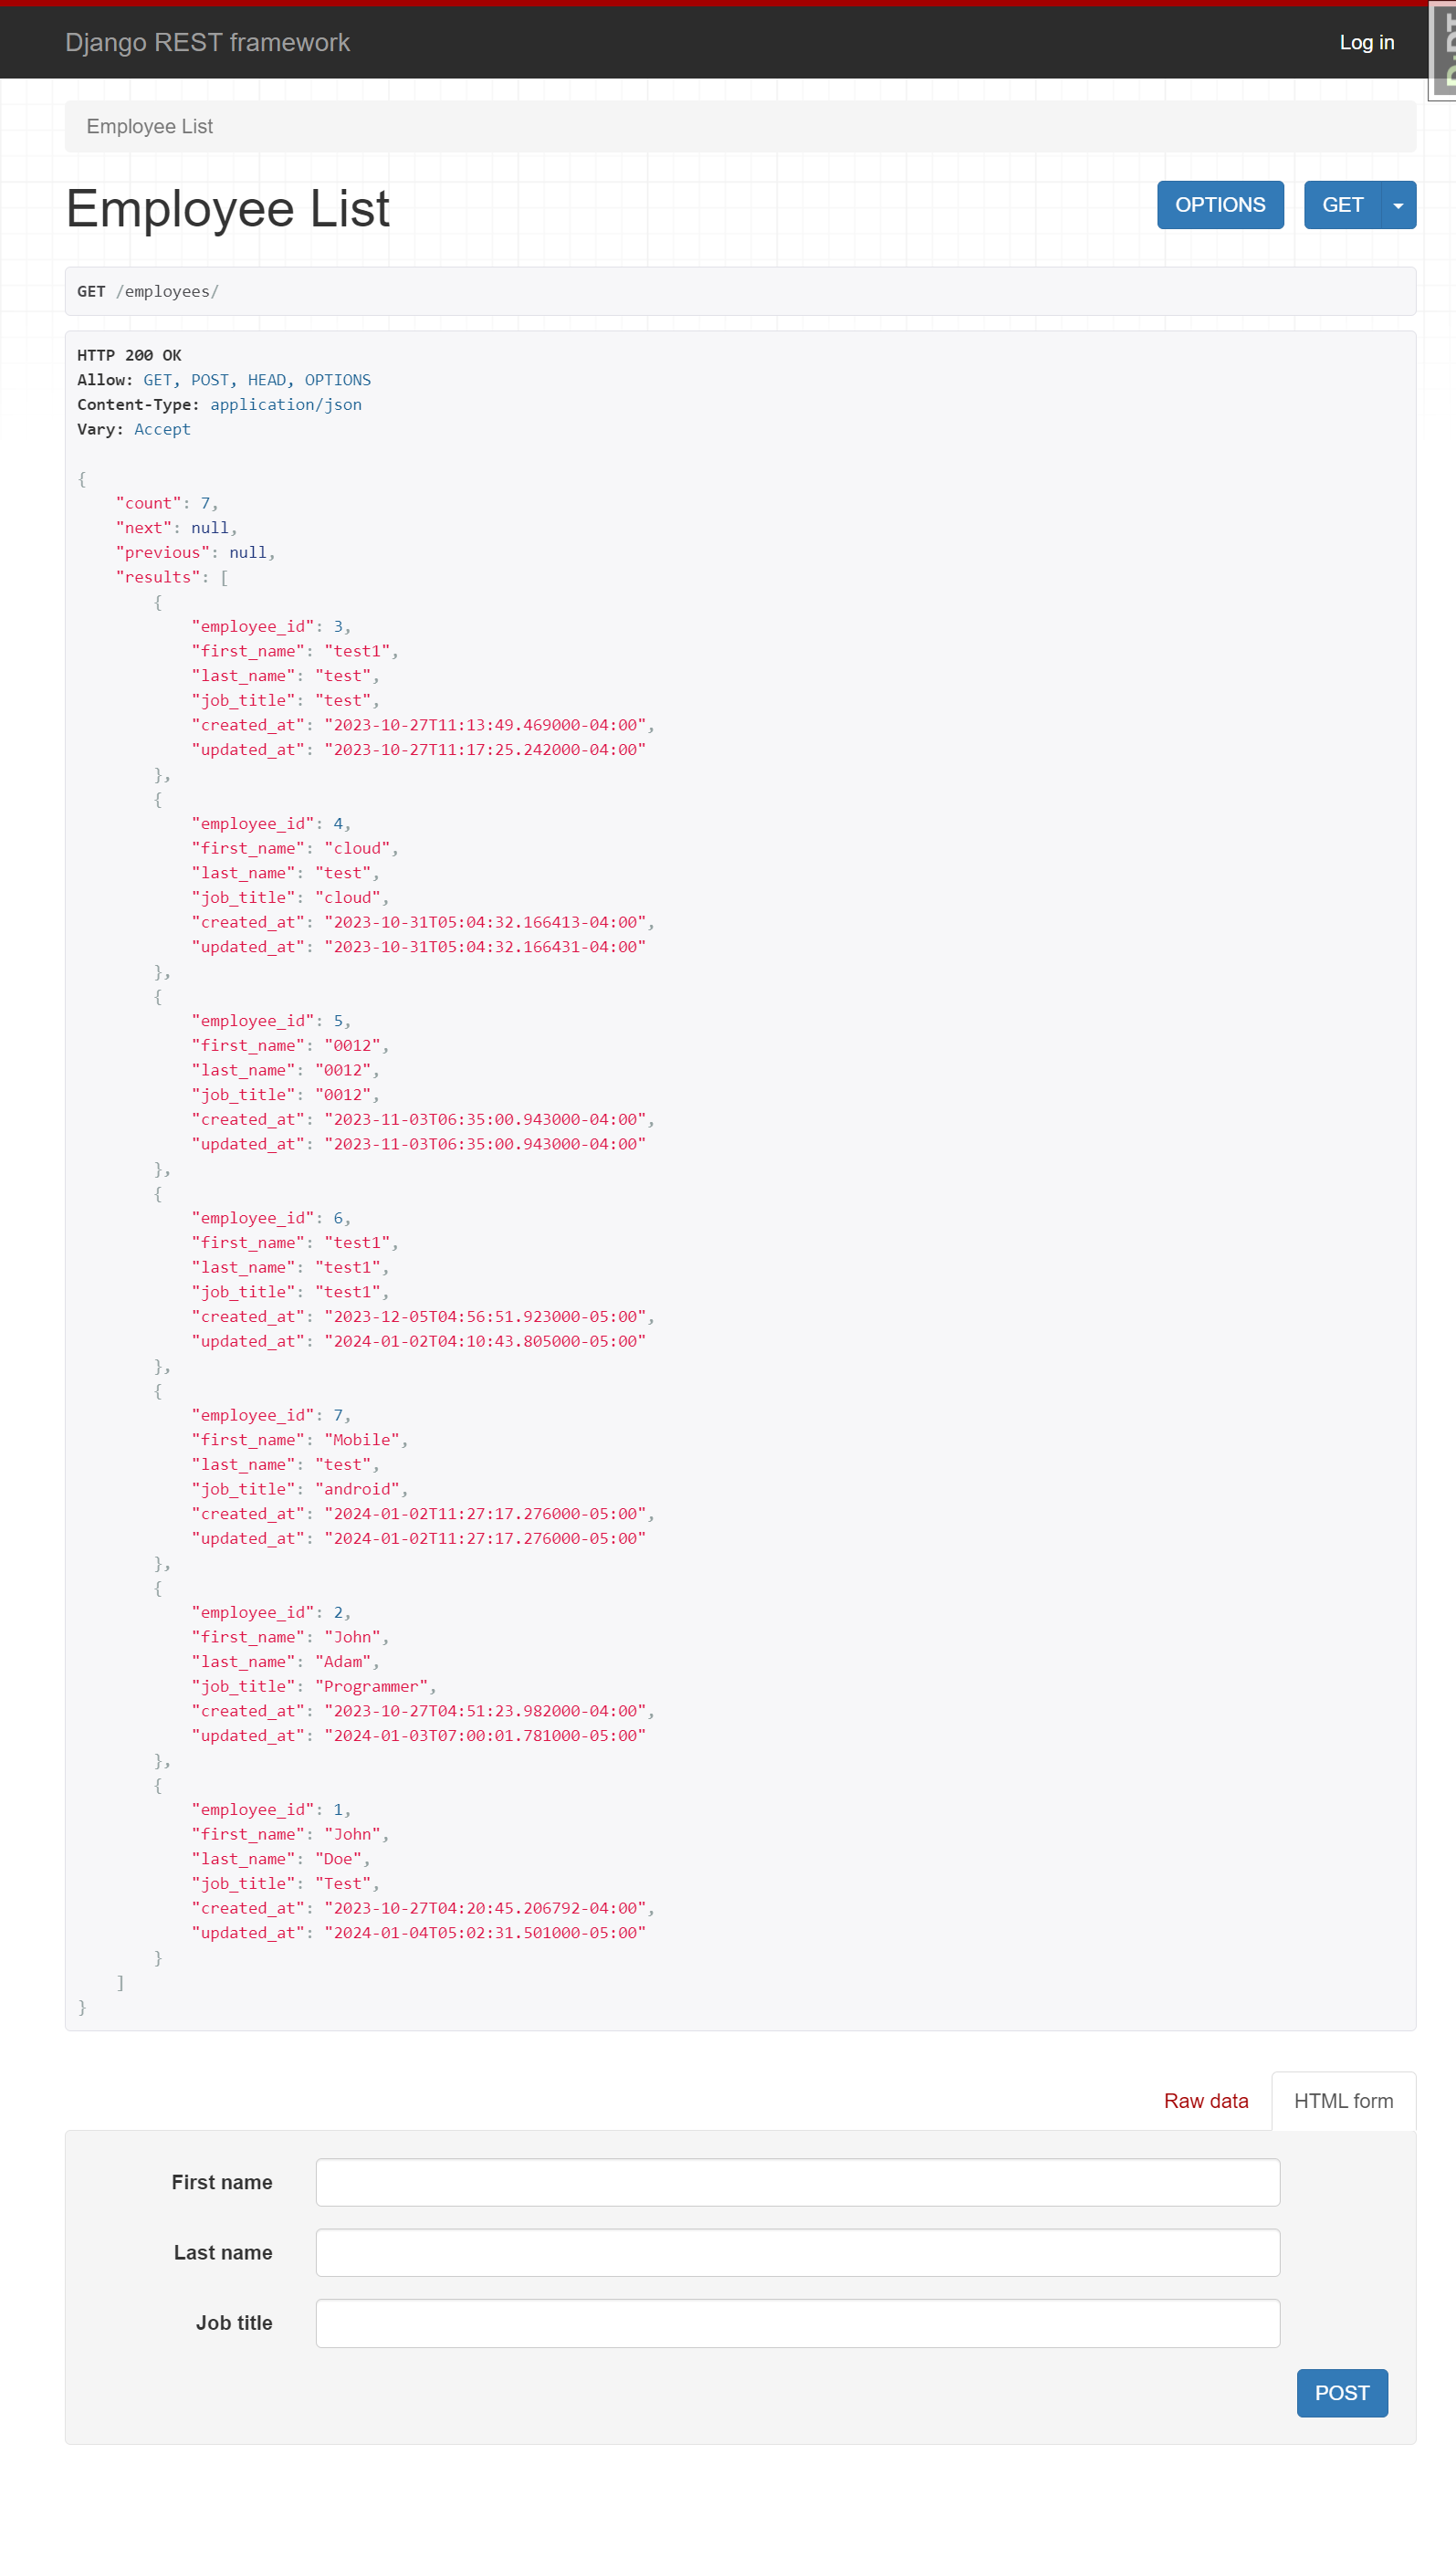 Django REST framework
Log in
DjDT
Employee List
Employee List
OPTIONS
GET
GET /employees/
HTTP 200 OK
Allow: GET, POST, HEAD, OPTIONS
Content-Type: application/json
Vary: Accept
{
    "count": 7,
    "next": null,
    "previous": null,
    "results": [
        {
            "employee_id": 3,
            "first_name": "test1",
            "last_name": "test",
            "job_title": "test",
            "created_at": "2023-10-27T11:13:49.469000-04:00",
            "updated_at": "2023-10-27T11:17:25.242000-04:00"
        },
        {
            "employee_id": 4,
            "first_name": "cloud",
            "last_name": "test",
            "job_title": "cloud",
            "created_at": "2023-10-31T05:04:32.166413-04:00",
            "updated_at": "2023-10-31T05:04:32.166431-04:00"
        },
        {
            "employee_id": 5,
            "first_name": "0012",
            "last_name": "0012",
            "job_title": "0012",
            "created_at": "2023-11-03T06:35:00.943000-04:00",
            "updated_at": "2023-11-03T06:35:00.943000-04:00"
        },
        {
            "employee_id": 6,
            "first_name": "test1",
            "last_name": "test1",
            "job_title": "test1",
            "created_at": "2023-12-05T04:56:51.923000-05:00",
            "updated_at": "2024-01-02T04:10:43.805000-05:00"
        },
        {
            "employee_id": 7,
            "first_name": "Mobile",
            "last_name": "test",
            "job_title": "android",
            "created_at": "2024-01-02T11:27:17.276000-05:00",
            "updated_at": "2024-01-02T11:27:17.276000-05:00"
        },
        {
            "employee_id": 2,
            "first_name": "John",
            "last_name": "Adam",
            "job_title": "Programmer",
            "created_at": "2023-10-27T04:51:23.982000-04:00",
            "updated_at": "2024-01-03T07:00:01.781000-05:00"
        },
        {
            "employee_id": 1,
            "first_name": "John",
            "last_name": "Doe",
            "job_title": "Test",
            "created_at": "2023-10-27T04:20:45.206792-04:00",
            "updated_at": "2024-01-04T05:02:31.501000-05:00"
        }
    ]
}
Raw data
HTML form
First name
Last name
Job title
POST